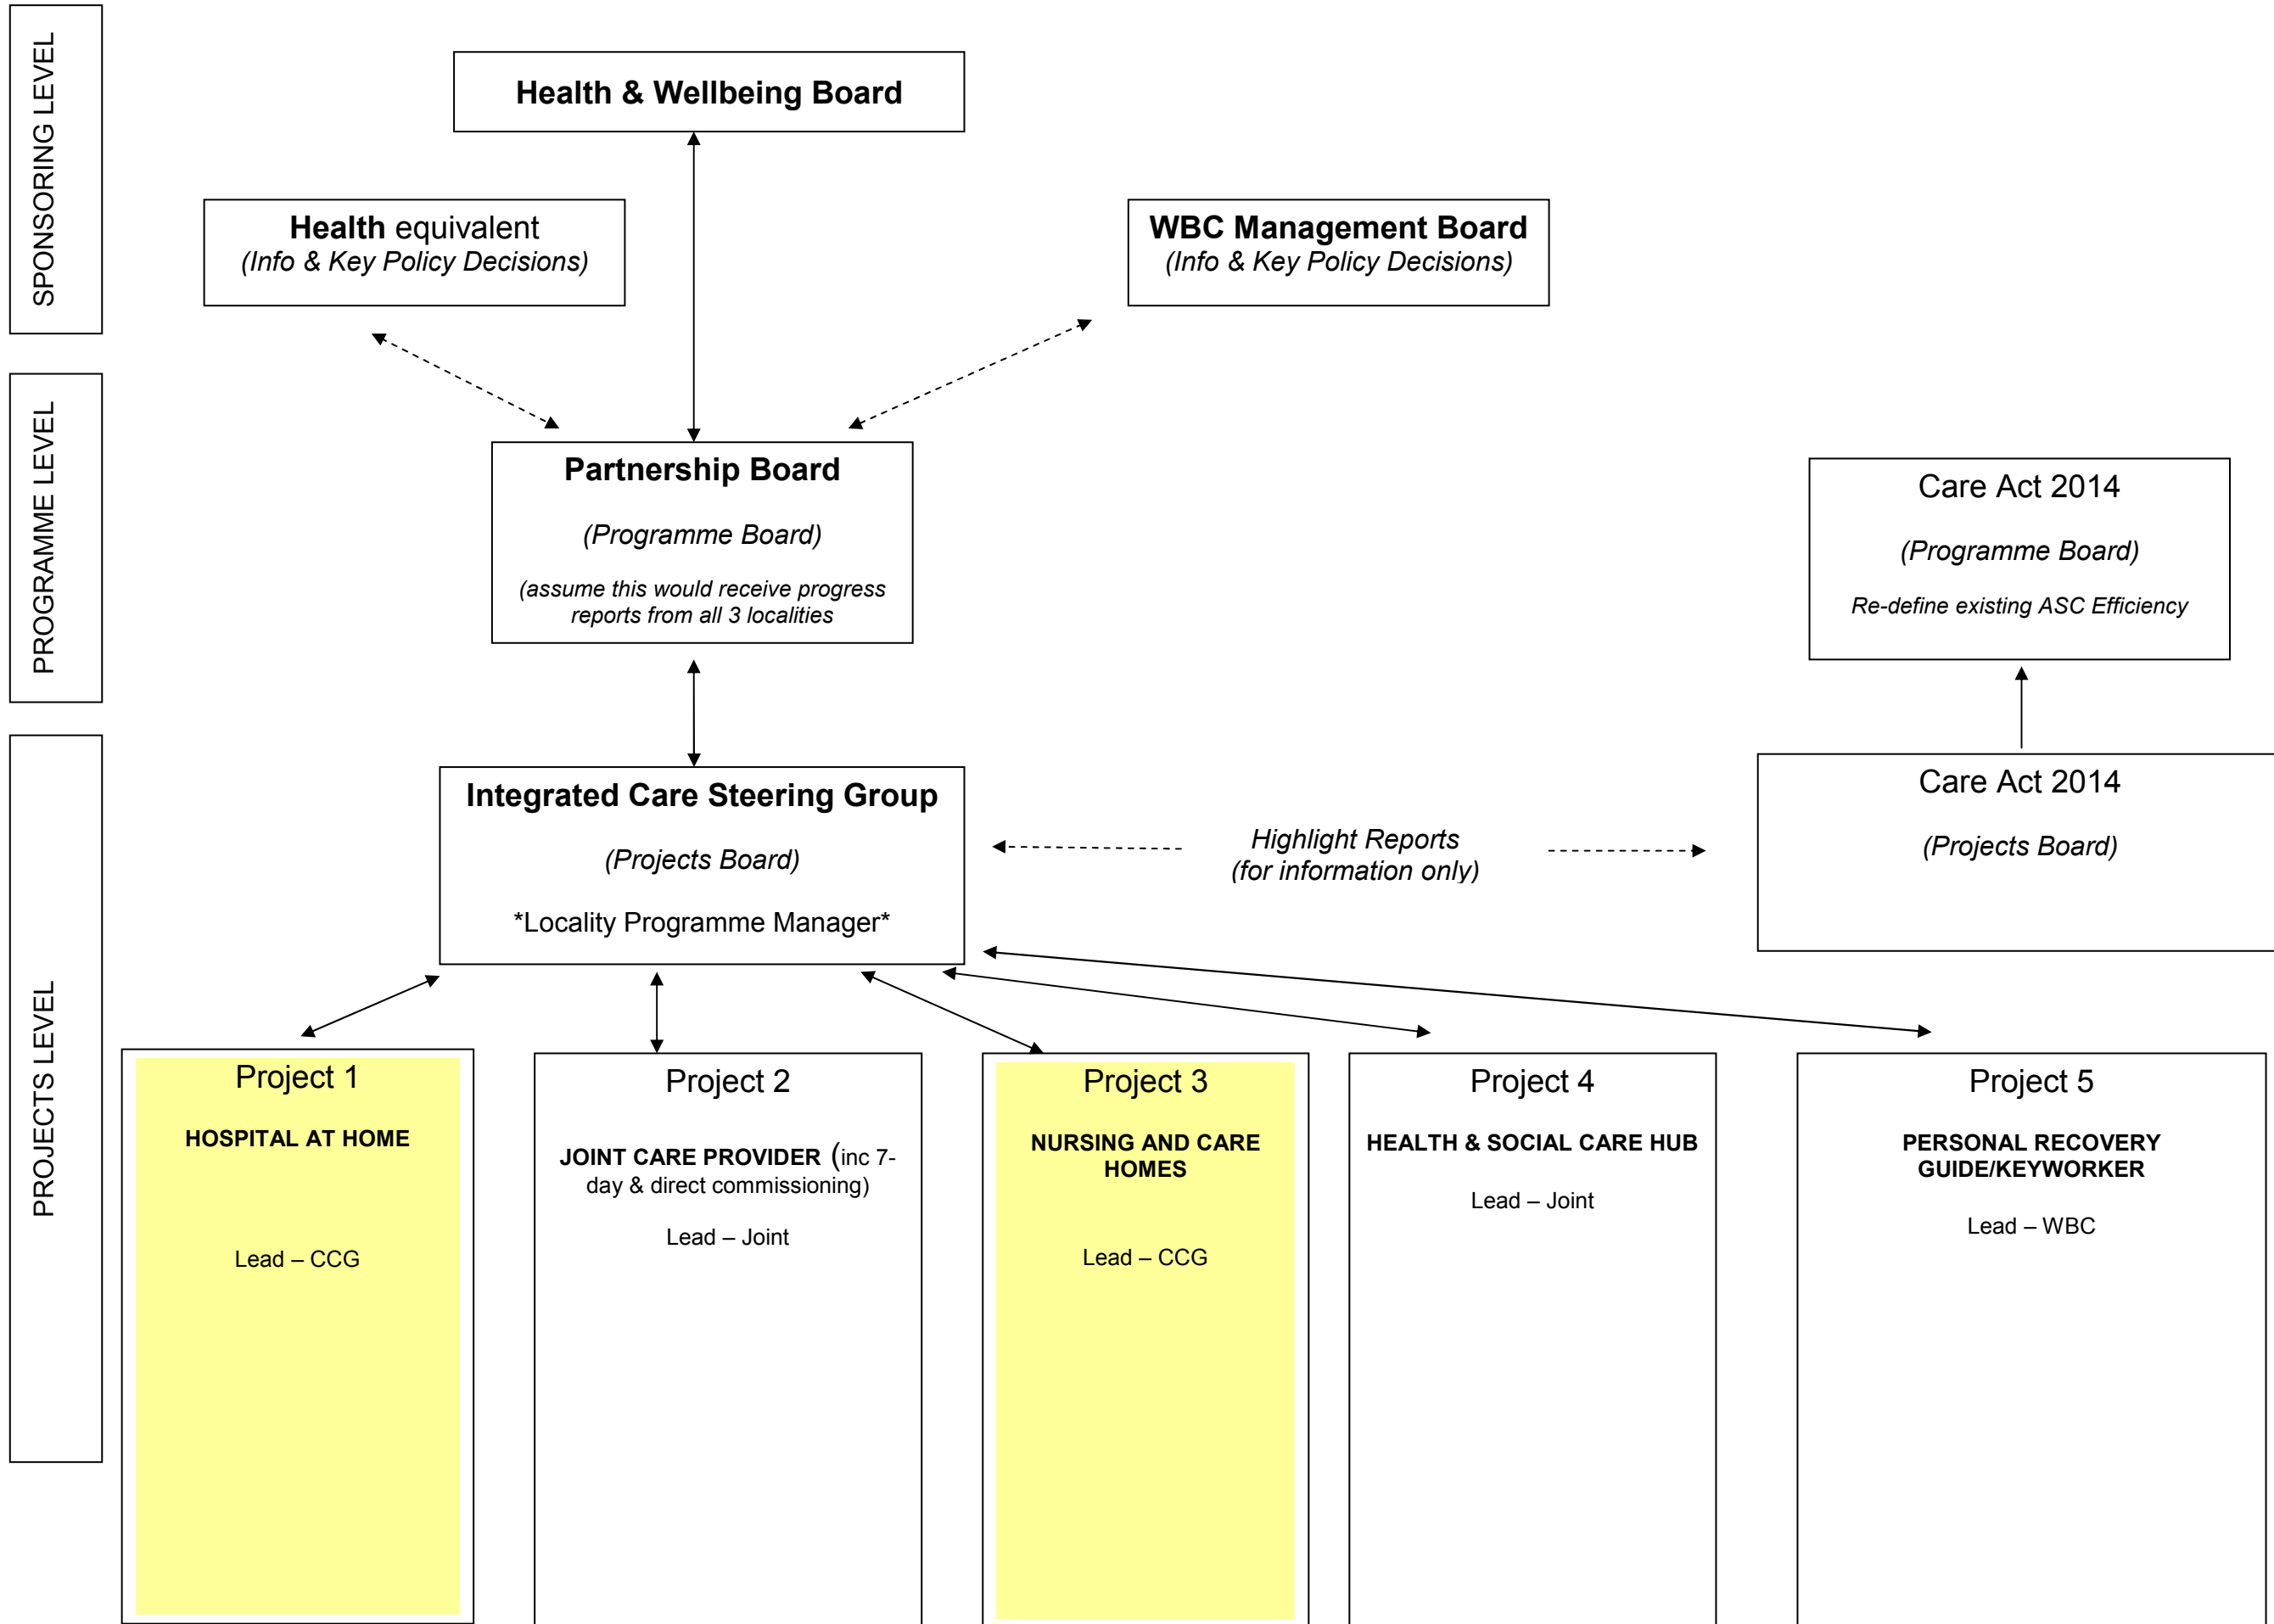 SPONSORING LEVEL
Health & Wellbeing Board
Health equivalent
(Info & Key Policy Decisions)
WBC Management Board
(Info & Key Policy Decisions)
PROGRAMME LEVEL
Partnership Board
(Programme Board)
(assume this would receive progress
reports from all 3 localities
Care Act 2014
(Programme Board)
Re-define existing ASC Efficiency
PROJECTS LEVEL
Integrated Care Steering Group
(Projects Board)
*Locality Programme Manager*
Highlight Reports
(for information only)
Care Act 2014
(Projects Board)
Project 1
HOSPITAL AT HOME
Lead – CCG
Project 2
JOINT CARE PROVIDER (inc 7-
day & direct commissioning)
Lead – Joint
Project 3
NURSING AND CARE
HOMES
Lead – CCG
Project 4
HEALTH & SOCIAL CARE HUB
Lead – Joint
Project 5
PERSONAL RECOVERY
GUIDE/KEYWORKER
Lead – WBC